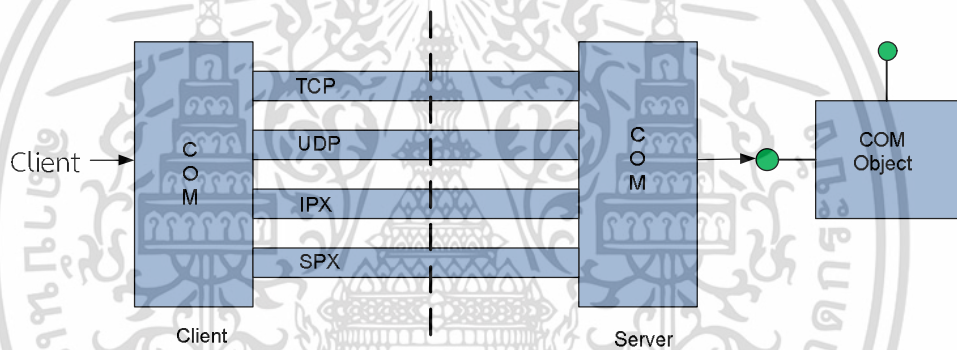 Client
C
O
M
TCP
UDP
IPX
SPX
C
O
M
COM
Object
Client
Server